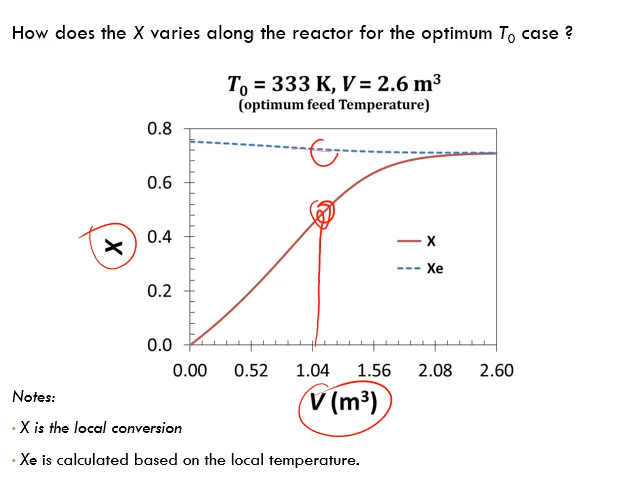 How does the X varies along the reactor for the optimum T0 case ?
T0 = 333 K, V = 2.6 m³
(optimum feed Temperature)
0.8
0.6
0.4
0.2
0.0
X
X
Xe
0.00 0.52 1.04 1.56 2.08 2.60
V (m³)
Notes:
• X is the local conversion
• Xe is calculated based on the local temperature.